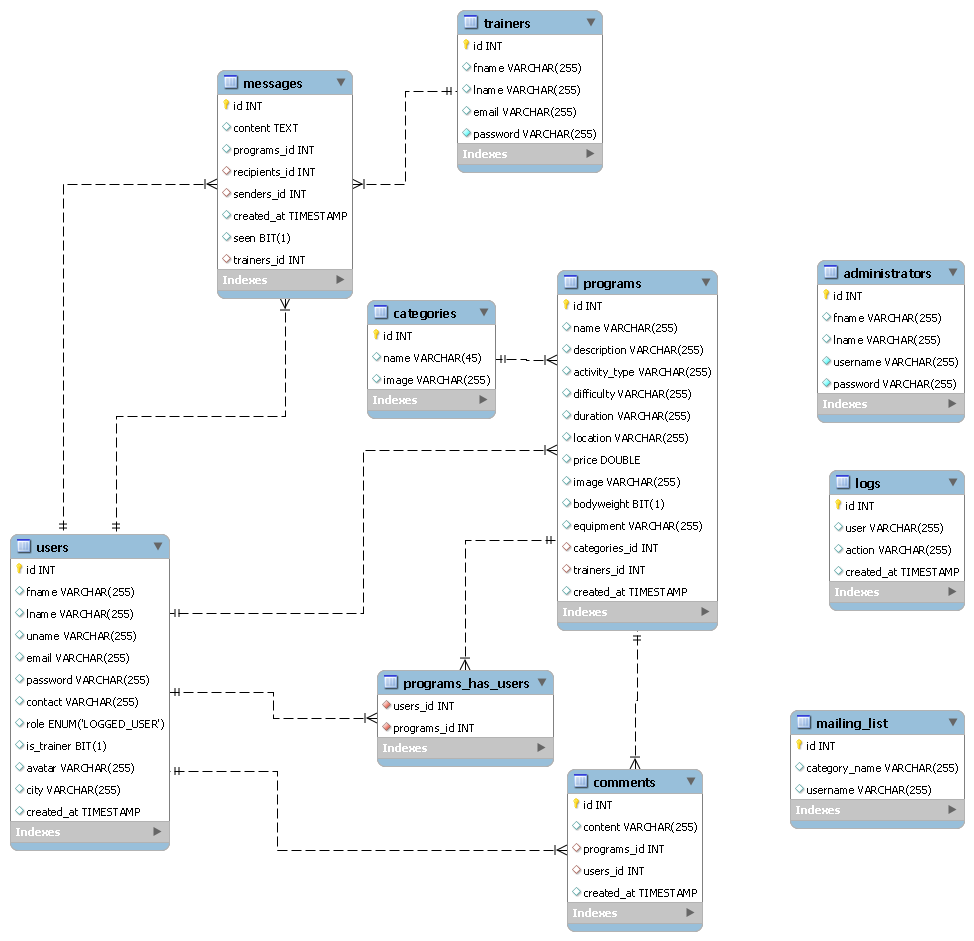 trainers
id INT
fname VARCHAR(255)
lname VARCHAR(255)
email VARCHAR(255)
password VARCHAR(255)
Indexes
messages
id INT
content TEXT
programs_id INT
recipients_id INT
senders_id INT
created_at TIMESTAMP
seen BIT(1)
trainers_id INT
Indexes
categories
id INT
name VARCHAR(45)
image VARCHAR(255)
Indexes
programs
id INT
name VARCHAR(255)
description VARCHAR(255)
activity_type VARCHAR(255)
difficulty VARCHAR(255)
duration VARCHAR(255)
location VARCHAR(255)
price DOUBLE
image VARCHAR(255)
bodyweight BIT(1)
equipment VARCHAR(255)
categories_id INT
trainers_id INT
created_at TIMESTAMP
Indexes
administrators
id INT
fname VARCHAR(255)
lname VARCHAR(255)
username VARCHAR(255)
password VARCHAR(255)
Indexes
logs
id INT
user VARCHAR(255)
action VARCHAR(255)
created_at TIMESTAMP
Indexes
users
id INT
fname VARCHAR(255)
lname VARCHAR(255)
uname VARCHAR(255)
email VARCHAR(255)
password VARCHAR(255)
contact VARCHAR(255)
role ENUM('LOGGED_USER')
is_trainer BIT(1)
avatar VARCHAR(255)
city VARCHAR(255)
created_at TIMESTAMP
Indexes
programs_has_users
users_id INT
programs_id INT
Indexes
comments
id INT
content VARCHAR(255)
programs_id INT
users_id INT
created_at TIMESTAMP
Indexes
mailing_list
id INT
category_name VARCHAR(255)
username VARCHAR(255)
Indexes